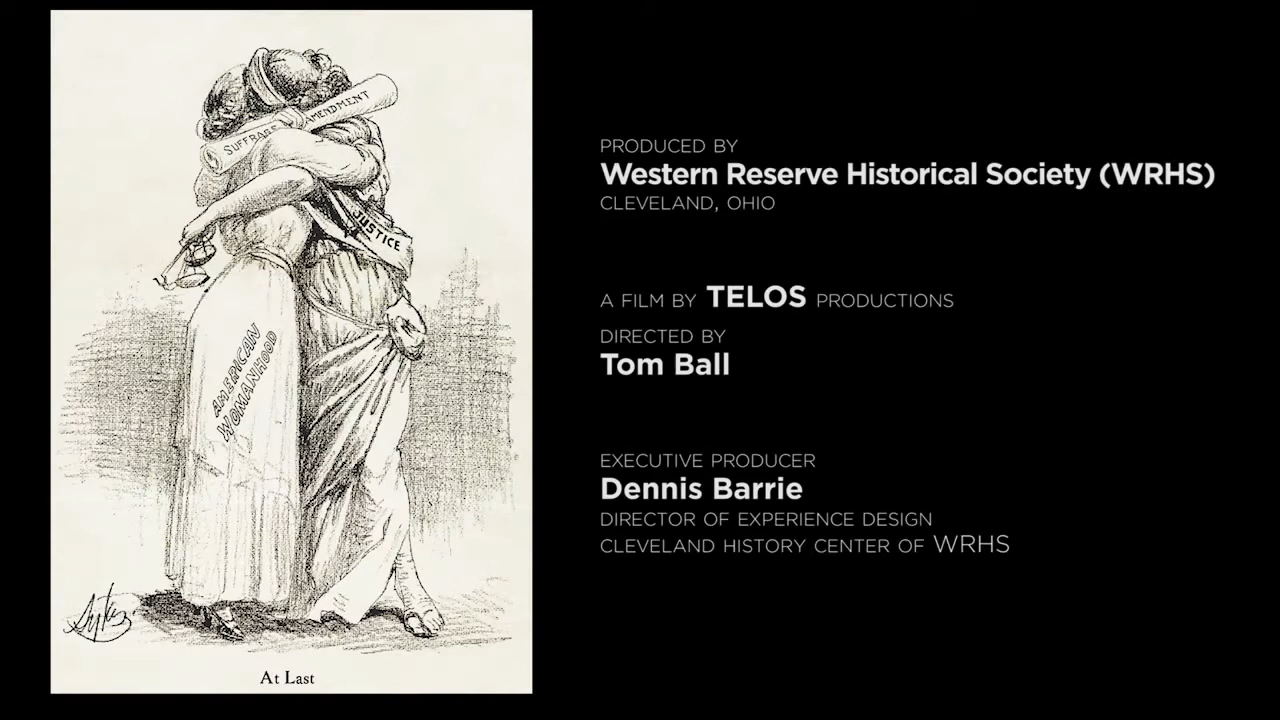 SUFFRAGE AMENDMENT
JUSTICE
AMERICAN
WOMANHOOD
Sykes
At Last
PRODUCED BY
Western Reserve Historical Society (WRHS)
CLEVELAND, OHIO
A FILM BY TELOS PRODUCTIONS
DIRECTED BY
Tom Ball
EXECUTIVE PRODUCER
Dennis Barrie
DIRECTOR OF EXPERIENCE DESIGN
CLEVELAND HISTORY CENTER OF WRHS